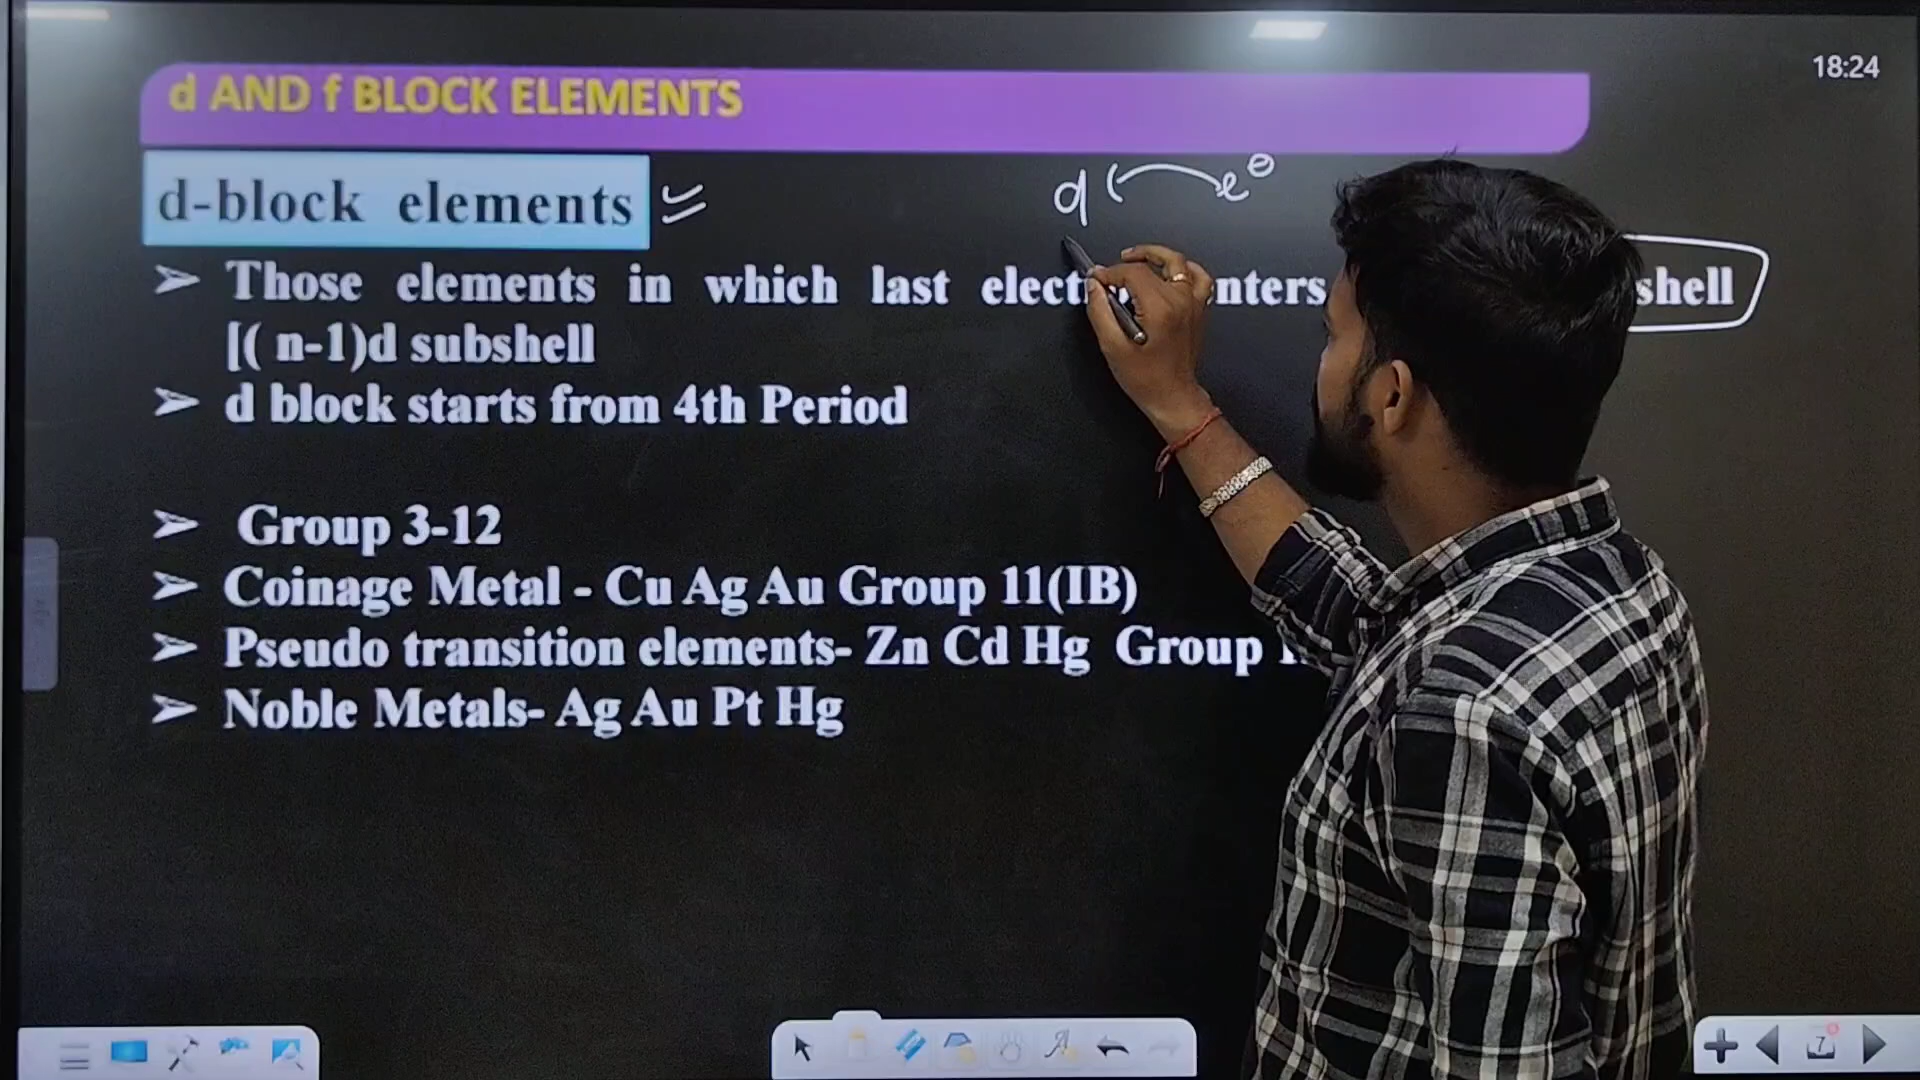 18:24
d AND f BLOCK ELEMENTS
d-block elements
d e⊖
➢ Those elements in which last shell
[( n-1)d subshell
➢ d block starts from 4th Period
➢ Group 3-12
➢ Coinage Metal - Cu Ag Au Group 11(IB)
➢ Pseudo transition elements- Zn Cd Hg Group
➢ Noble Metals- Ag Au Pt Hg
7